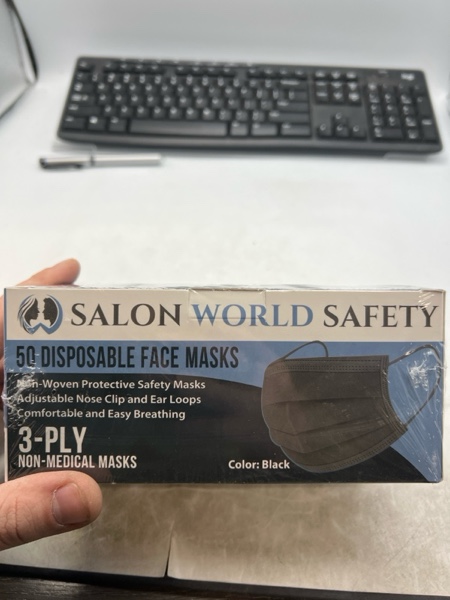 SALON WORLD SAFETY
50 DISPOSABLE FACE MASKS
Non-Woven Protective Safety Masks
Adjustable Nose Clip and Ear Loops
Comfortable and Easy Breathing
3-PLY
NON-MEDICAL MASKS
Color: Black